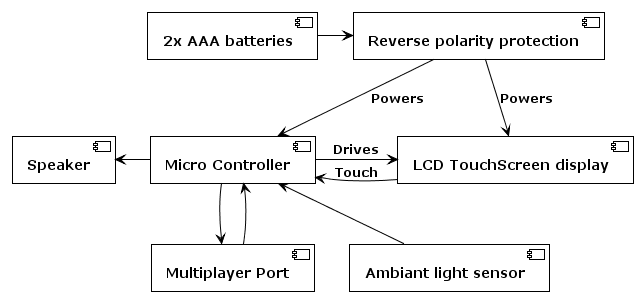 2x AAA batteries
Reverse polarity protection
Powers
Powers
Speaker
Micro Controller
Drives
Touch
LCD TouchScreen display
Multiplayer Port
Ambiant light sensor